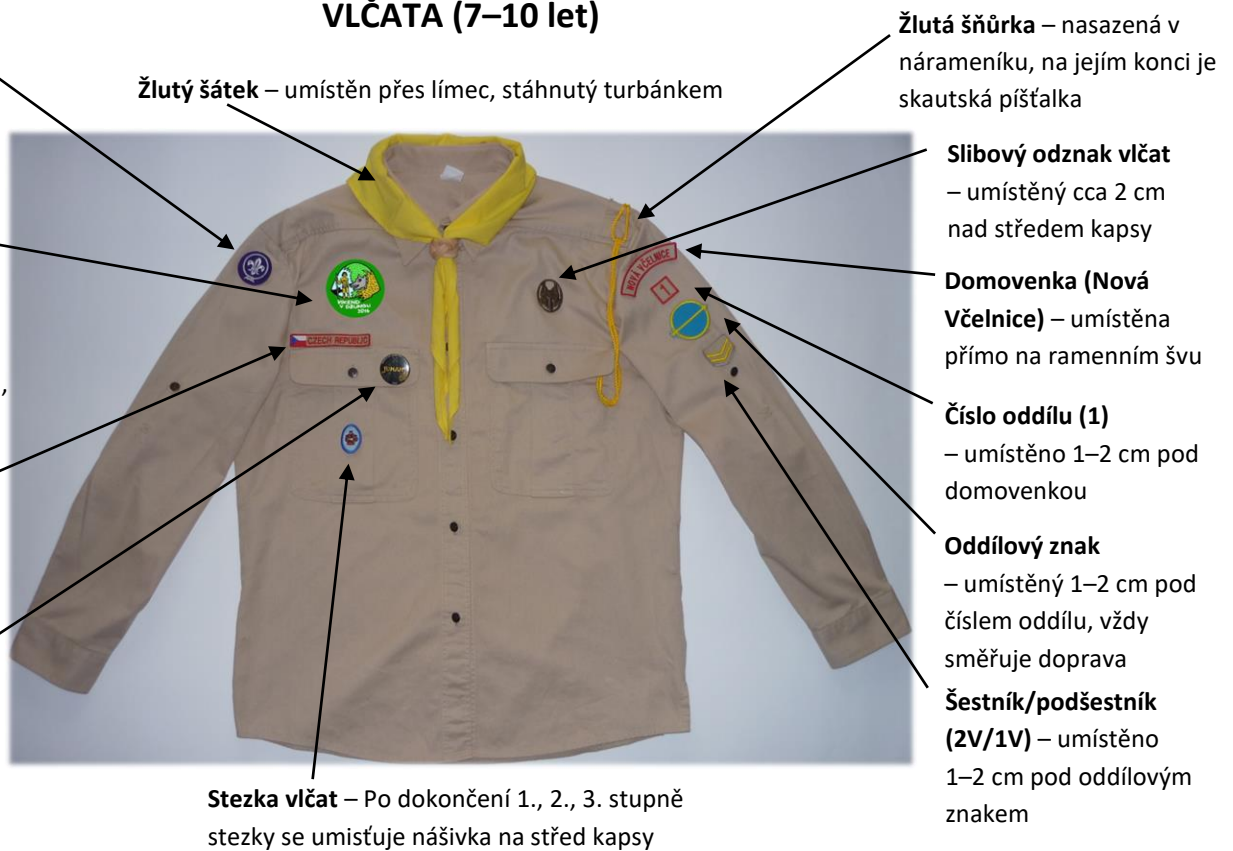 VLČATA (7–10 let)
Žlutý šátek – umístěn přes límec, stáhnutý turbánkem
Žlutá šňůrka – nasazená v
nárameníku, na jejím konci je
skautská píšťalka
Slibový odznak vlčat
– umístěný cca 2 cm
nad středem kapsy
Domovenka (Nová
Včelnice) – umístěna
přímo na ramenním švu
Číslo oddílu (1)
– umístěno 1–2 cm pod
domovenkou
Oddílový znak
– umístěný 1–2 cm pod
číslem oddílu, vždy
směřuje doprava
Šestník/podšestník
(2V/1V) – umístěno
1–2 cm pod oddílovým
znakem
,
NOVÁ VČELNICE
1
CZECH REPUBLIC
Stezka vlčat – Po dokončení 1., 2., 3. stupně
stezky se umisťuje nášivka na střed kapsy